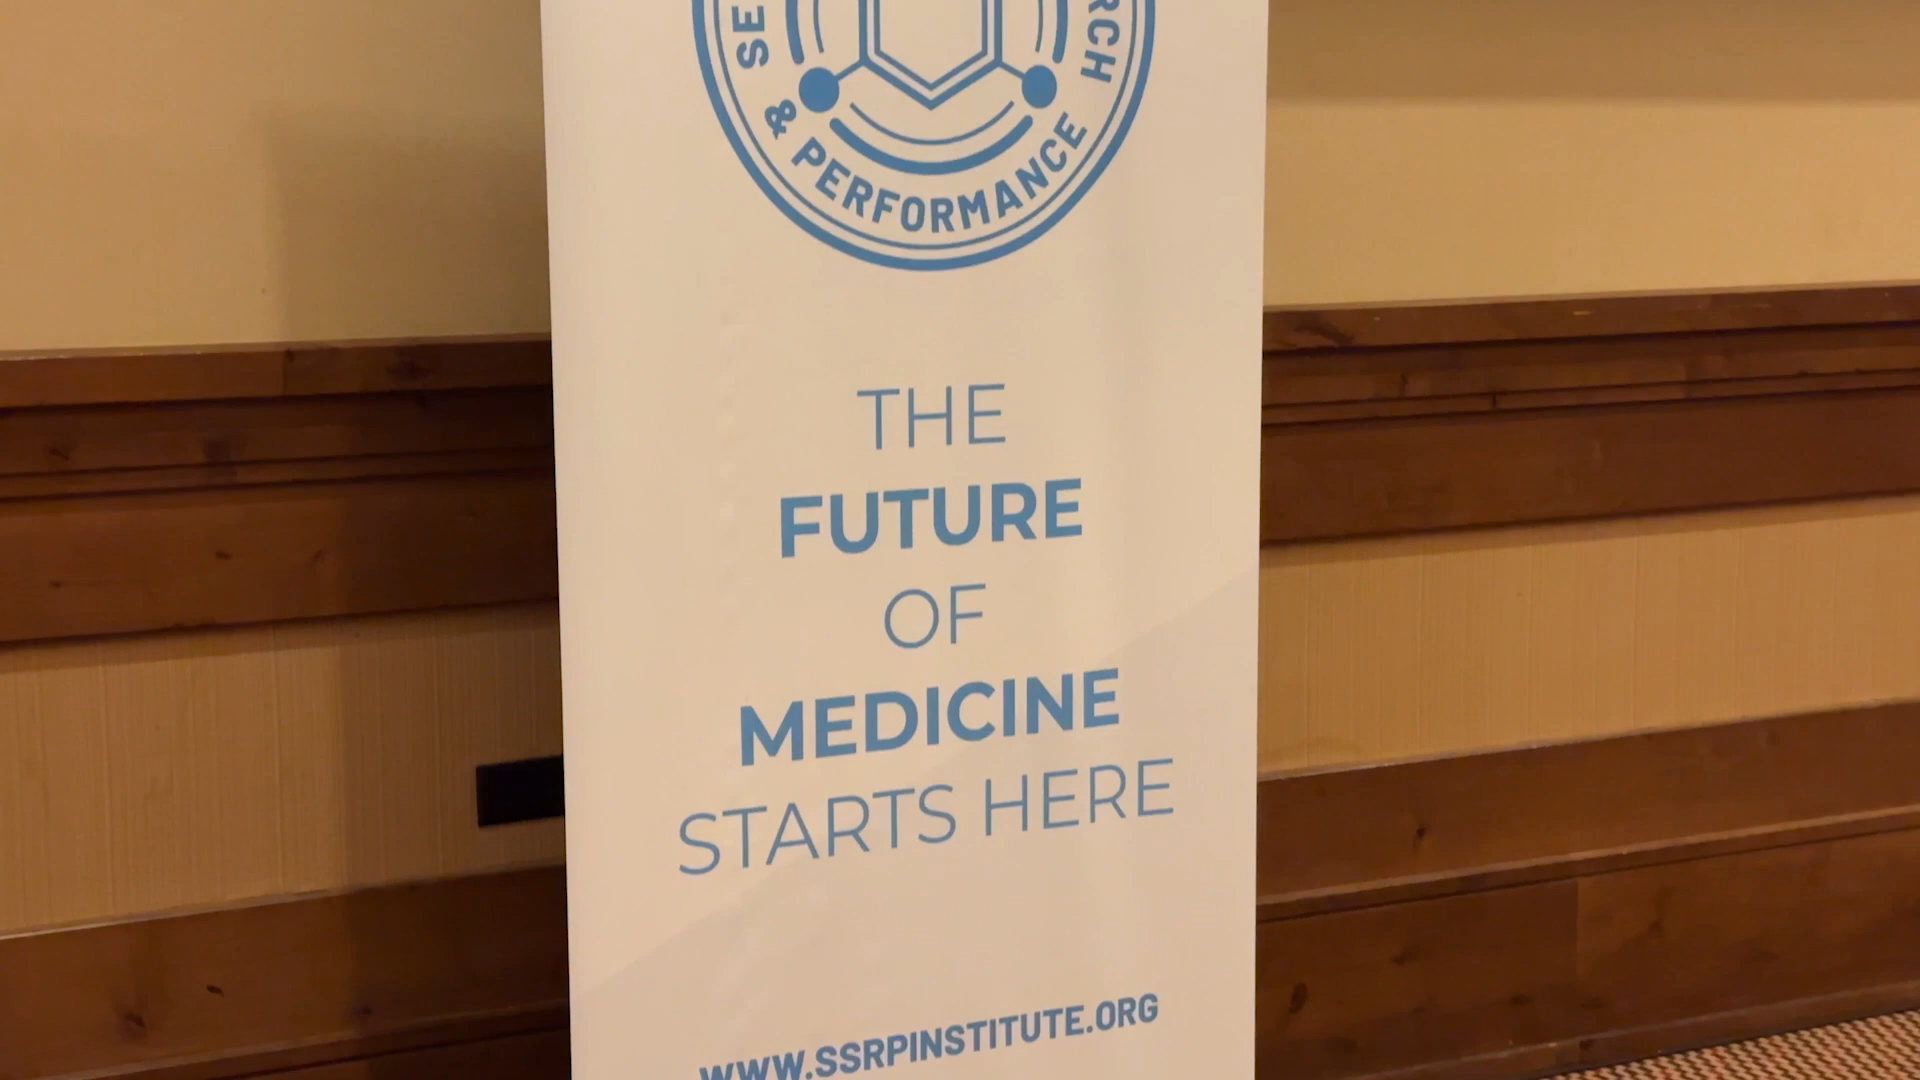 & PERFORMANCE
THE
FUTURE
OF
MEDICINE
STARTS HERE
WWW.SSRPINSTITUTE.ORG